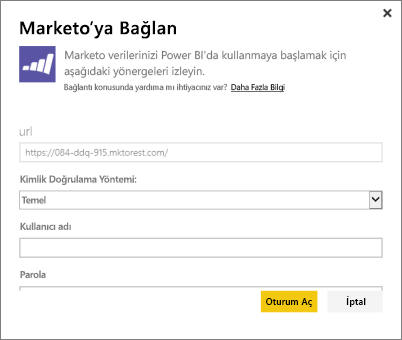 Marketo'ya Bağlan
Marketo verilerinizi Power BI'da kullanmaya başlamak için
aşağıdaki yönergeleri izleyin.
Bağlantı konusunda yardıma mı ihtiyacınız var? Daha Fazla Bilgi
url
https://084-ddq-915.mktorest.com/
Kimlik Doğrulama Yöntemi:
Temel
Kullanıcı adı
Parola
Oturum Aç
İptal